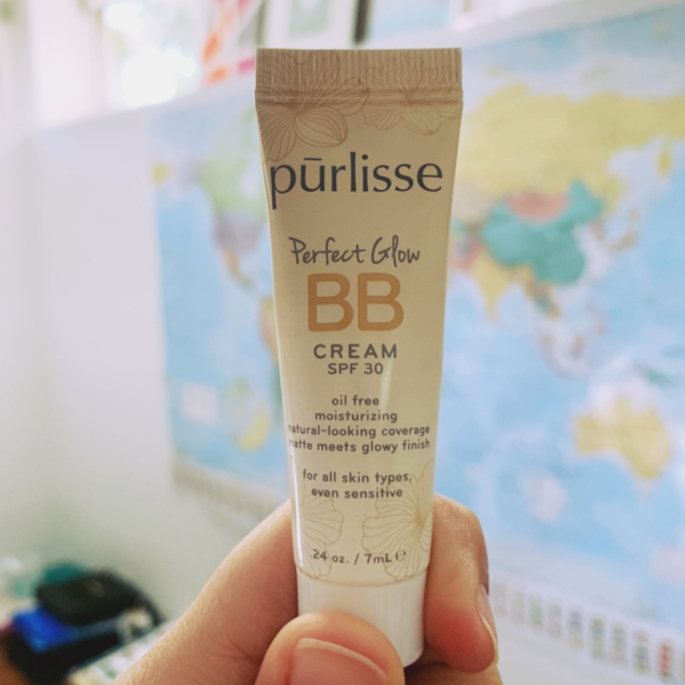 pūrlisse
Perfect Glow
BB
CREAM
SPF 30
oil free
moisturizing
natural-looking coverage
matte meets glowy finish
for all skin types,
even sensitive
.24 oz. / 7mL ℮